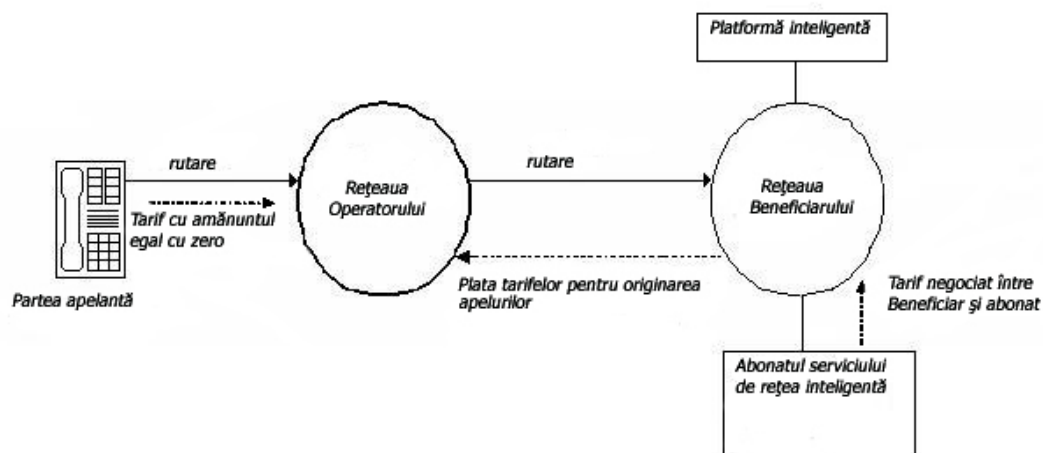 Platformă inteligentă
rutare
rutare
Reţeaua
Operatorului
Reţeaua
Beneficiarului
Tarif cu amănuntul
egal cu zero
Partea apelantă
Plata tarifelor pentru originarea
apelurilor
Tarif negociat între
Beneficiar şi abonat
Abonatul serviciului
de reţea inteligentă